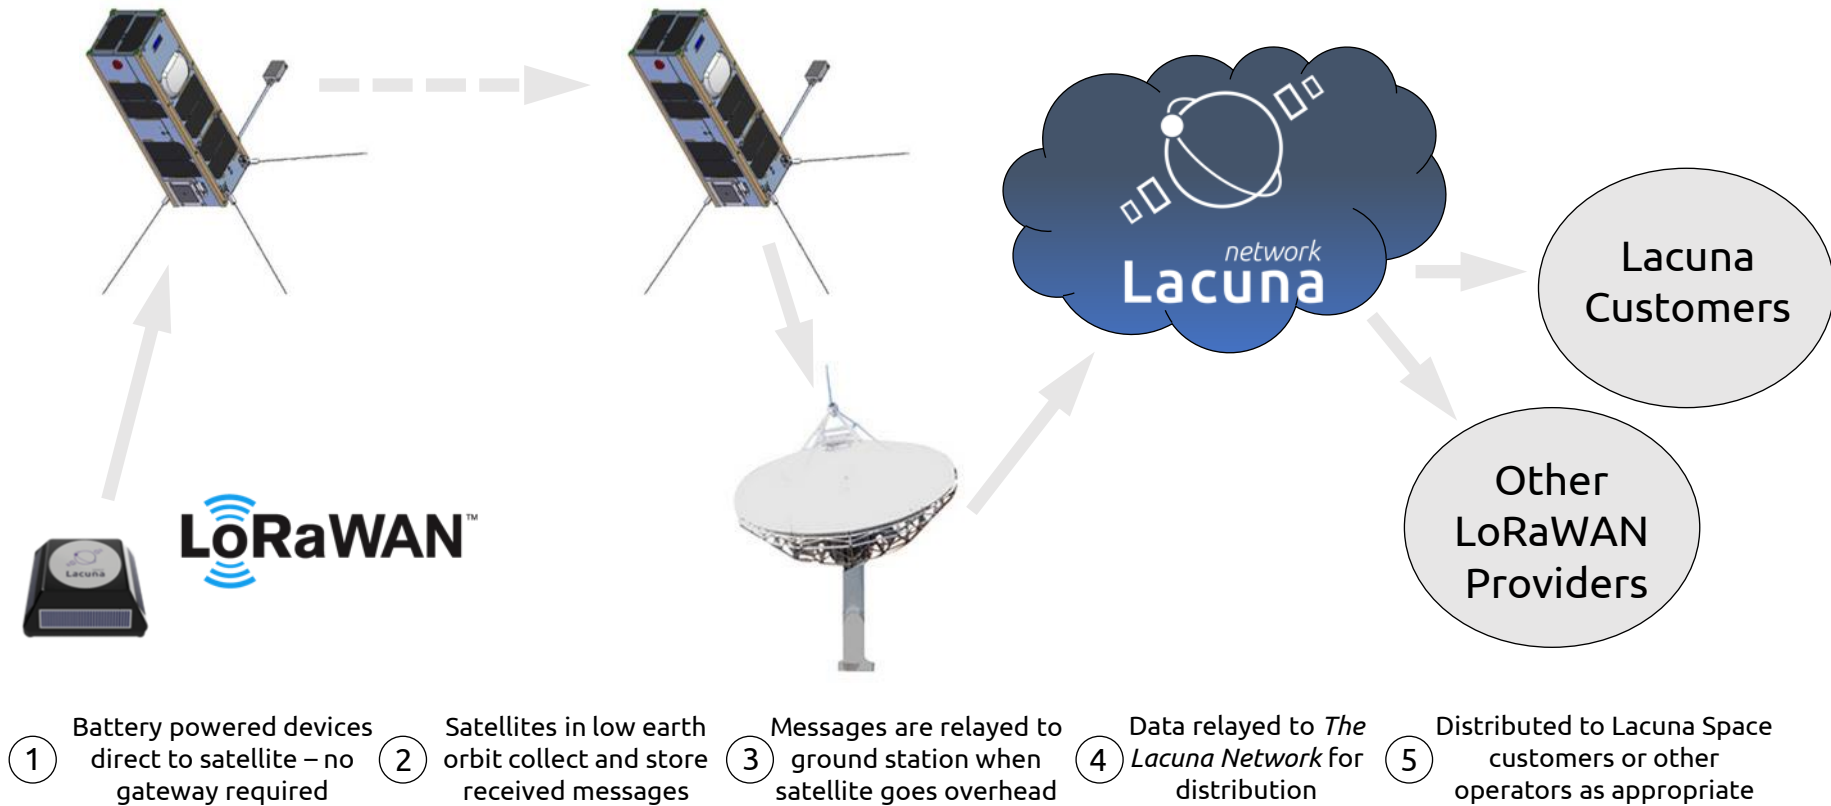 network
Lacuna
Lacuna
Customers
Other
LoRaWAN
Providers
LoRaWAN™
Lacuna
1
Battery powered devices
direct to satellite – no
gateway required
2
Satellites in low earth
orbit collect and store
received messages
3
Messages are relayed to
ground station when
satellite goes overhead
4
Data relayed to The
Lacuna Network for
distribution
5
Distributed to Lacuna Space
customers or other
operators as appropriate